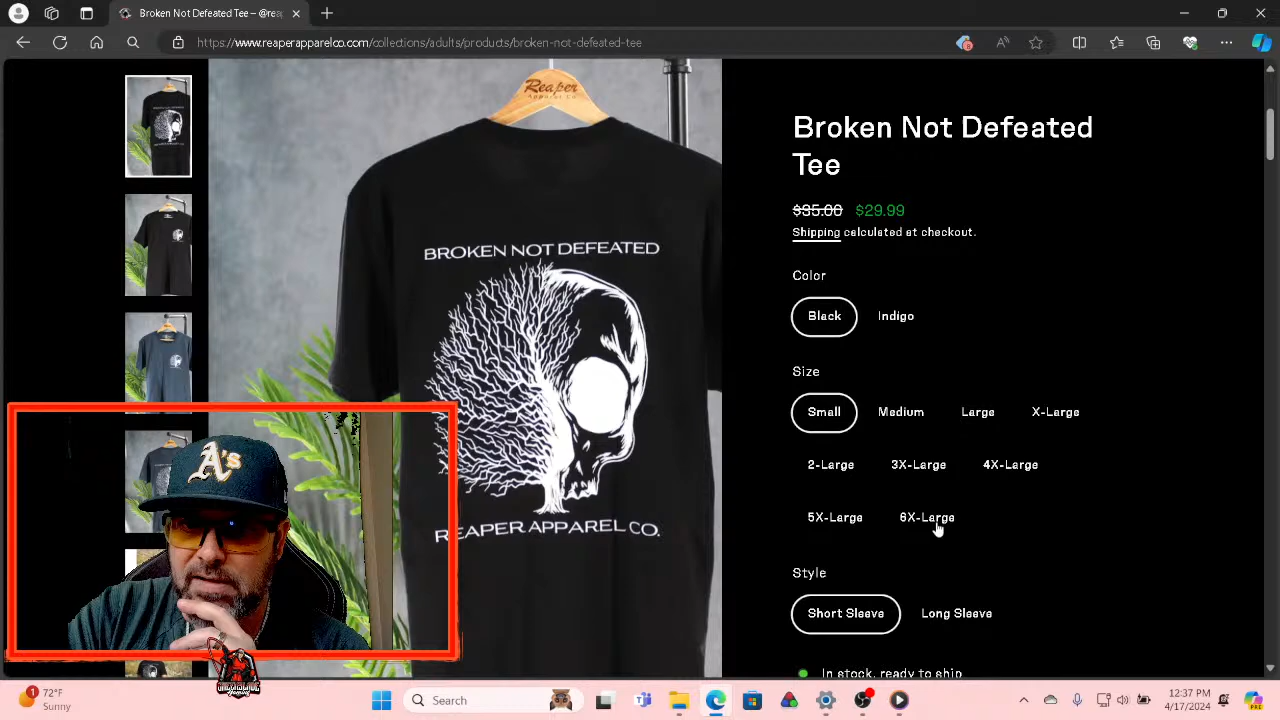 Broken Not Defeated Tee – @reap
https://www.reaperapparelco.com/collections/adults/products/broken-not-defeated-tee
Reaper
Apparel Co
BROKEN NOT DEFEATED
REAPER APPAREL CO.
Broken Not Defeated
Tee
$35.00 $29.99
Shipping calculated at checkout.
Color
Black Indigo
Size
Small Medium Large X-Large
2-Large 3X-Large 4X-Large
5X-Large 6X-Large
Style
Short Sleeve Long Sleeve
In stock, ready to ship
A's
1
72°F
Sunny
Search
12:37 PM
4/17/2024
PRE